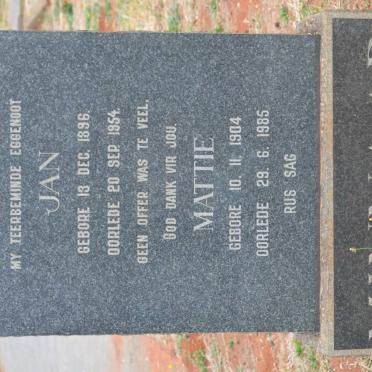 MY TEERBEMINDE EGGENOOT
JAN
GEBORE 13 DEC. 1896.
OORLEDE 20 SEP. 1954.
GEEN OFFER WAS TE VEEL,
GOD DANK VIR JOU.
MATTIE
GEBORE 10. 11. 1904
OORLEDE 29. 6. 1985
RUS SAG